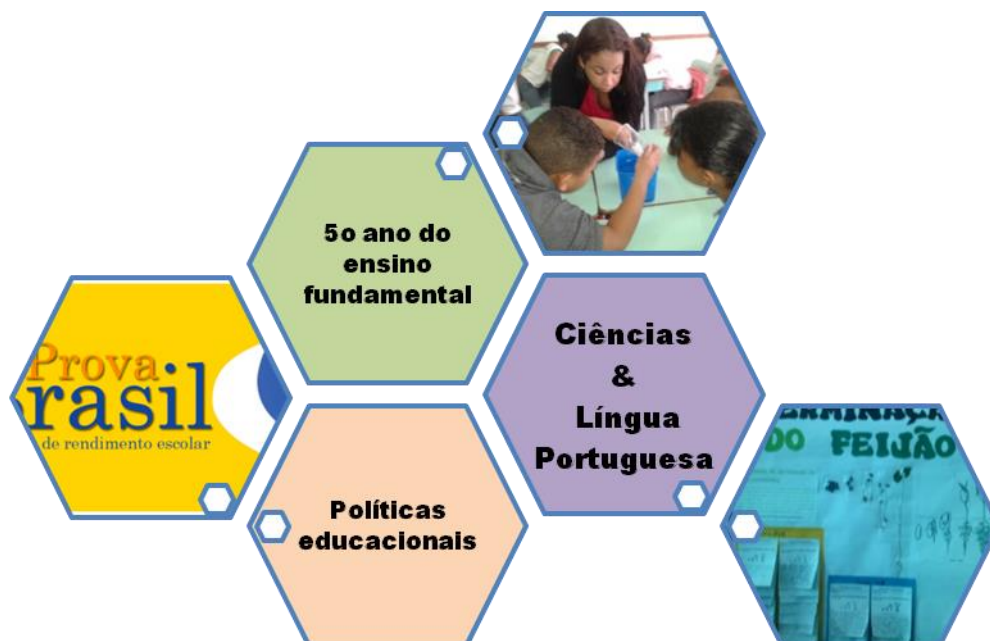 5o ano do
ensino
fundamental
Prova
rasil
de rendimento escolar
Ciências
&
Língua
Portuguesa
Políticas
educacionais
DO FEIJÃO